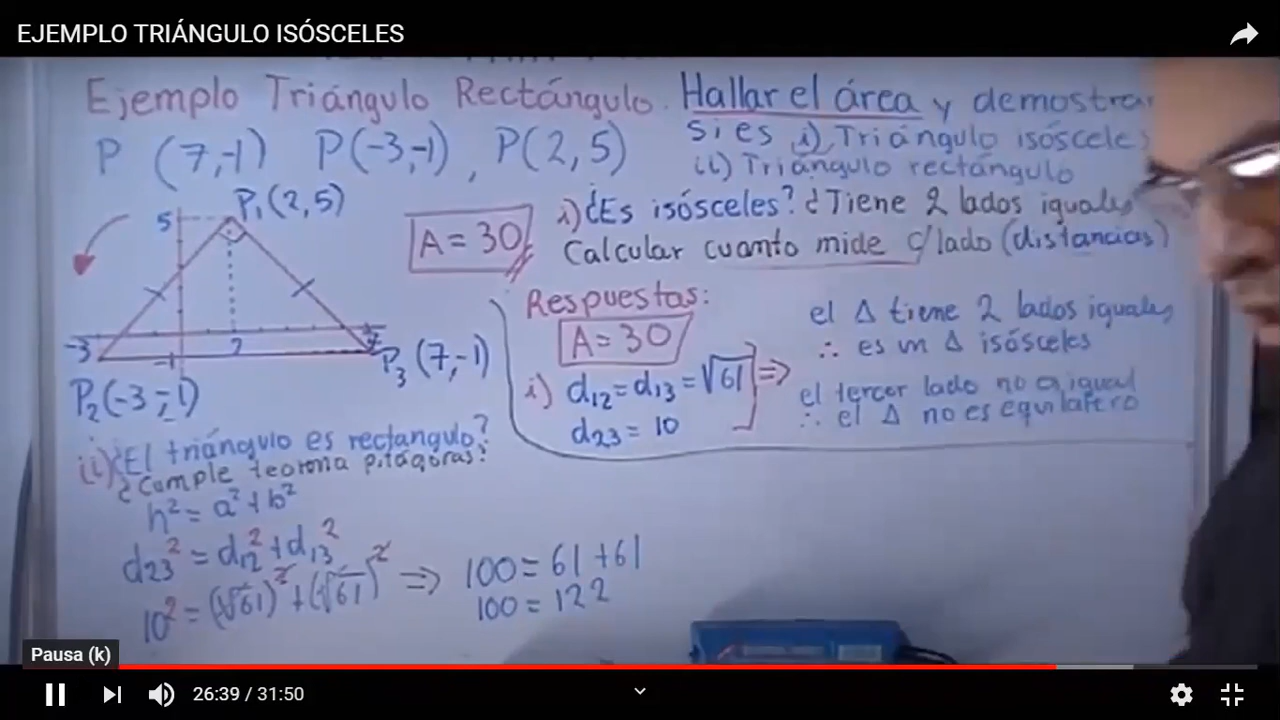 EJEMPLO TRIÁNGULO ISÓSCELES
Ejemplo Triángulo Rectángulo. Hallar el área y demostrar
si es i) Triángulo isósceles
ii) Triángulo rectángulo
P (7,-1) P(-3,-1), P(2,5)
5
P₁(2,5)
-3
2
7
-1
P₃(7,-1)
P₂(-3,-1)
A = 30
i) ¿Es isósceles? ¿Tiene 2 lados iguales
Calcular cuanto mide c/lado (distancias)
Respuestas:
A = 30
i) d₁₂ = d₁₃ = √61 ⇒
d₂₃ = 10
el Δ tiene 2 lados iguales
∴ es un Δ isósceles
el tercer lado no igual
∴ el Δ no es equilatero
ii) ¿El triángulo es rectangulo?
¿Cumple teorema pitágoras?
h² = a² + b²
d₂₃² = d₁₂² + d₁₃²
10² = (√61)² + (√61)² ⇒ 100 = 61 + 61
100 = 122
Pausa (k)
26:39 / 31:50